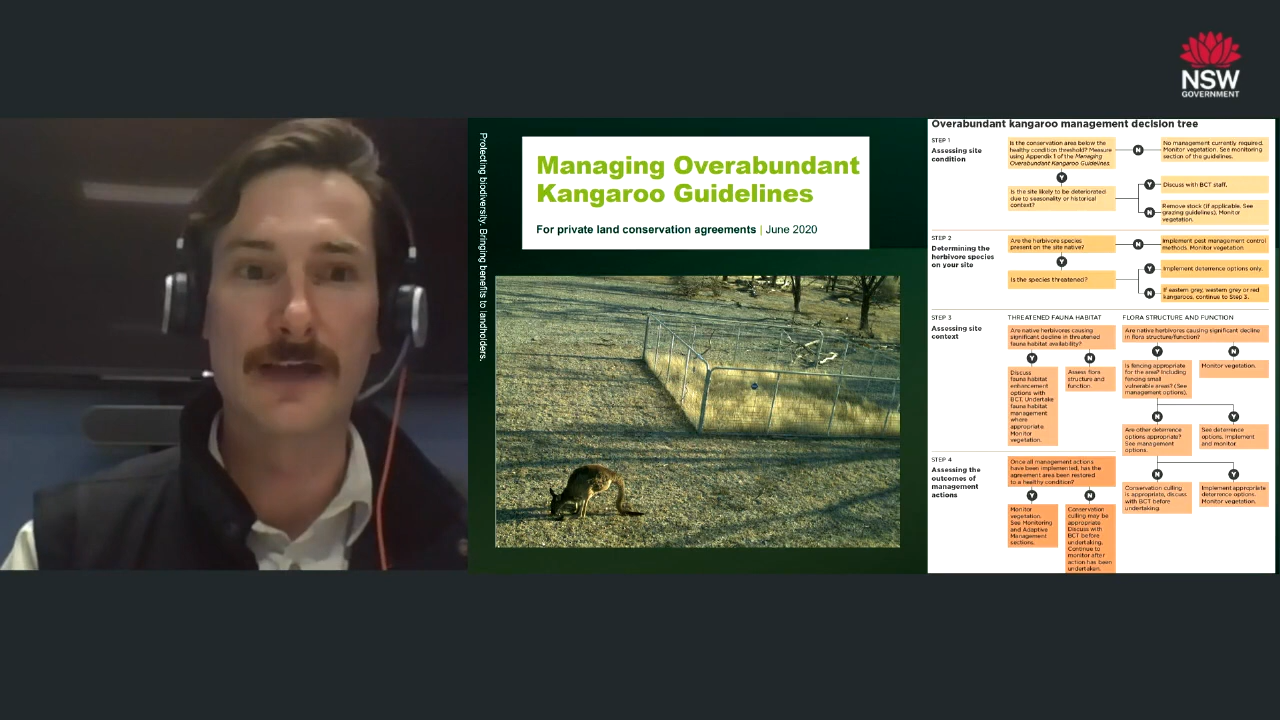 NSW
GOVERNMENT
Protecting biodiversity. Bringing benefits to landholders.
Managing Overabundant
Kangaroo Guidelines
For private land conservation agreements | June 2020
Overabundant kangaroo management decision tree
STEP 1
Assessing site
condition
Is the conservation area below the
healthy condition threshold? Measure
using Appendix 1 of the Managing
Overabundant Kangaroo Guidelines.
N
No management currently required.
Monitor vegetation. See monitoring
section of the guidelines.
Y
Is the site likely to be deteriorated
due to seasonality or historical
context?
Y
Discuss with BCT staff.
N
Remove stock (if applicable. See
grazing guidelines). Monitor
vegetation.
STEP 2
Determining the
herbivore species
on your site
Are the herbivore species
present on the site native?
N
Implement pest management control
methods. Monitor vegetation
Y
Is the species threatened?
Y
Implement deterrence options only.
N
If eastern grey, western grey or red
kangaroos, continue to Step 3.
STEP 3
Assessing site
context
THREATENED FAUNA HABITAT
Are native herbivores causing
significant decline in threatened
fauna habitat availability?
Y
N
Discuss
fauna habitat
enhancement
options with
BCT. Undertake
fauna habitat
management
where
appropriate.
Monitor
vegetation.
Assess flora
structure and
function
FLORA STRUCTURE AND FUNCTION
Are native herbivores causing significant decline
in flora structure/function?
Y
N
Is fencing appropriate
for the area? Including
fencing small
vulnerable areas? (See
management options).
Monitor vegetation.
N
Y
Are other deterrence
options appropriate?
See management
options.
See deterrence
options. Implement
and monitor
N
Y
Conservation culling
is appropriate, discuss
with BCT before
undertaking.
Implement appropriate
deterrence options.
Monitor vegetation.
STEP 4
Assessing the
outcomes of
management
actions
Once all management actions
have been implemented, has the
agreement area been restored
to a healthy condition?
Y
N
Monitor
vegetation.
See Monitoring
and Adaptive
Management
sections.
Conservation
culling may be
appropriate.
Discuss with
BCT before
undertaking.
Continue to
monitor after
action has been
undertaken.